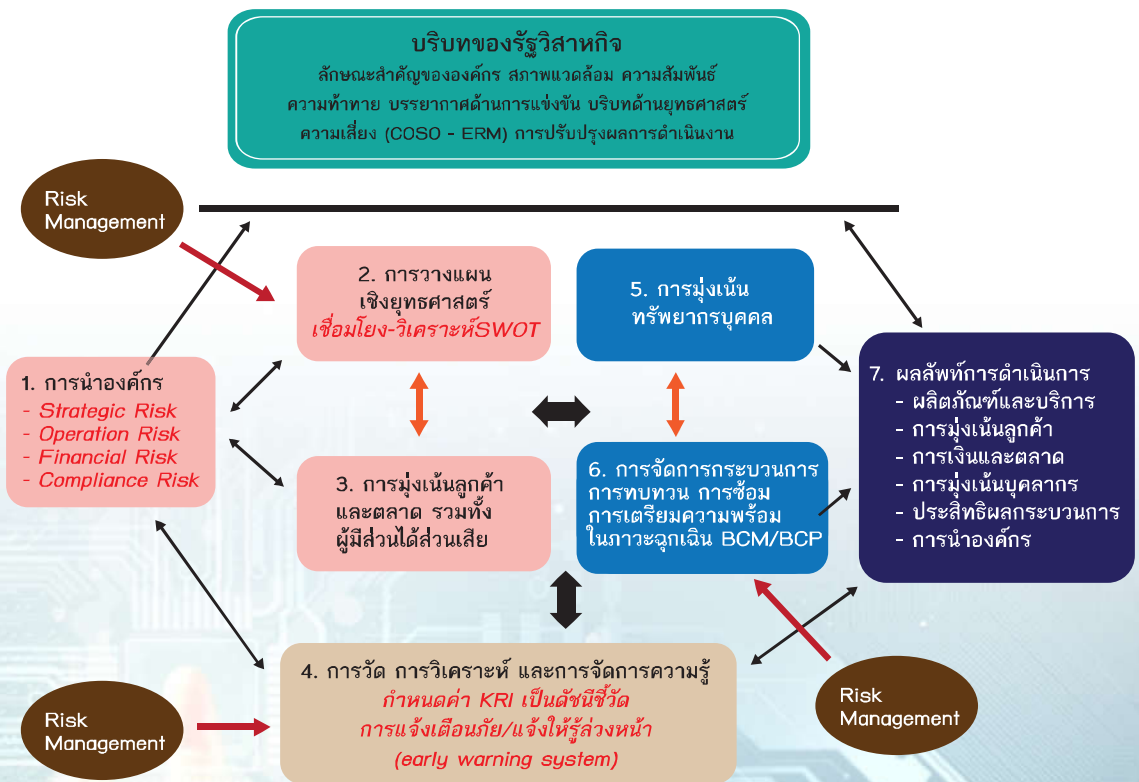 บริบทของรัฐวิสาหกิจ
ลักษณะสำคัญขององค์กร สภาพแวดล้อม ความสัมพันธ์
ความท้าทาย บรรยากาศด้านการแข่งขัน บริบทด้านยุทธศาสตร์
ความเสี่ยง (COSO - ERM) การปรับปรุงผลการดำเนินงาน
Risk
Management
2. การวางแผน
เชิงยุทธศาสตร์
เชื่อมโยง-วิเคราะห์SWOT
5. การมุ่งเน้น
ทรัพยากรบุคคล
1. การนำองค์กร
- Strategic Risk
- Operation Risk
- Financial Risk
- Compliance Risk
3. การมุ่งเน้นลูกค้า
และตลาด รวมทั้ง
ผู้มีส่วนได้ส่วนเสีย
6. การจัดการกระบวนการ
การทบทวน การซ้อม
การเตรียมความพร้อม
ในภาวะฉุกเฉิน BCM/BCP
7. ผลลัพท์การดำเนินการ
- ผลิตภัณฑ์และบริการ
- การมุ่งเน้นลูกค้า
- การเงินและตลาด
- การมุ่งเน้นบุคลากร
- ประสิทธิผลกระบวนการ
- การนำองค์กร
4. การวัด การวิเคราะห์ และการจัดการความรู้
กำหนดค่า KRI เป็นดัชนีชี้วัด
การแจ้งเตือนภัย/แจ้งให้รู้ล่วงหน้า
(early warning system)
Risk
Management
Risk
Management